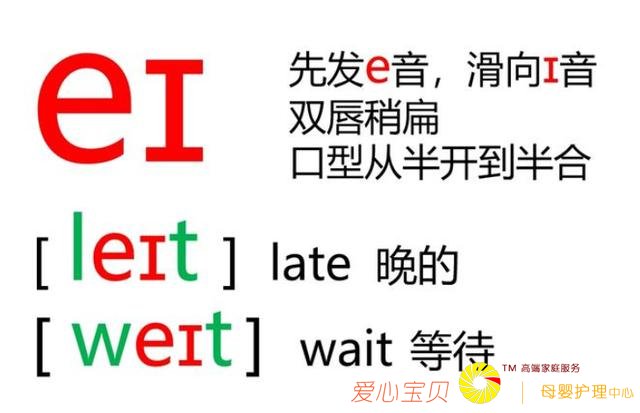 eɪ
先发e音，滑向ɪ音
双唇稍扁
口型从半开到半合
[ leɪt ] late 晚的
[ weɪt ] wait 等待
爱心宝贝 TM 高端家庭服务 | 母婴护理中心